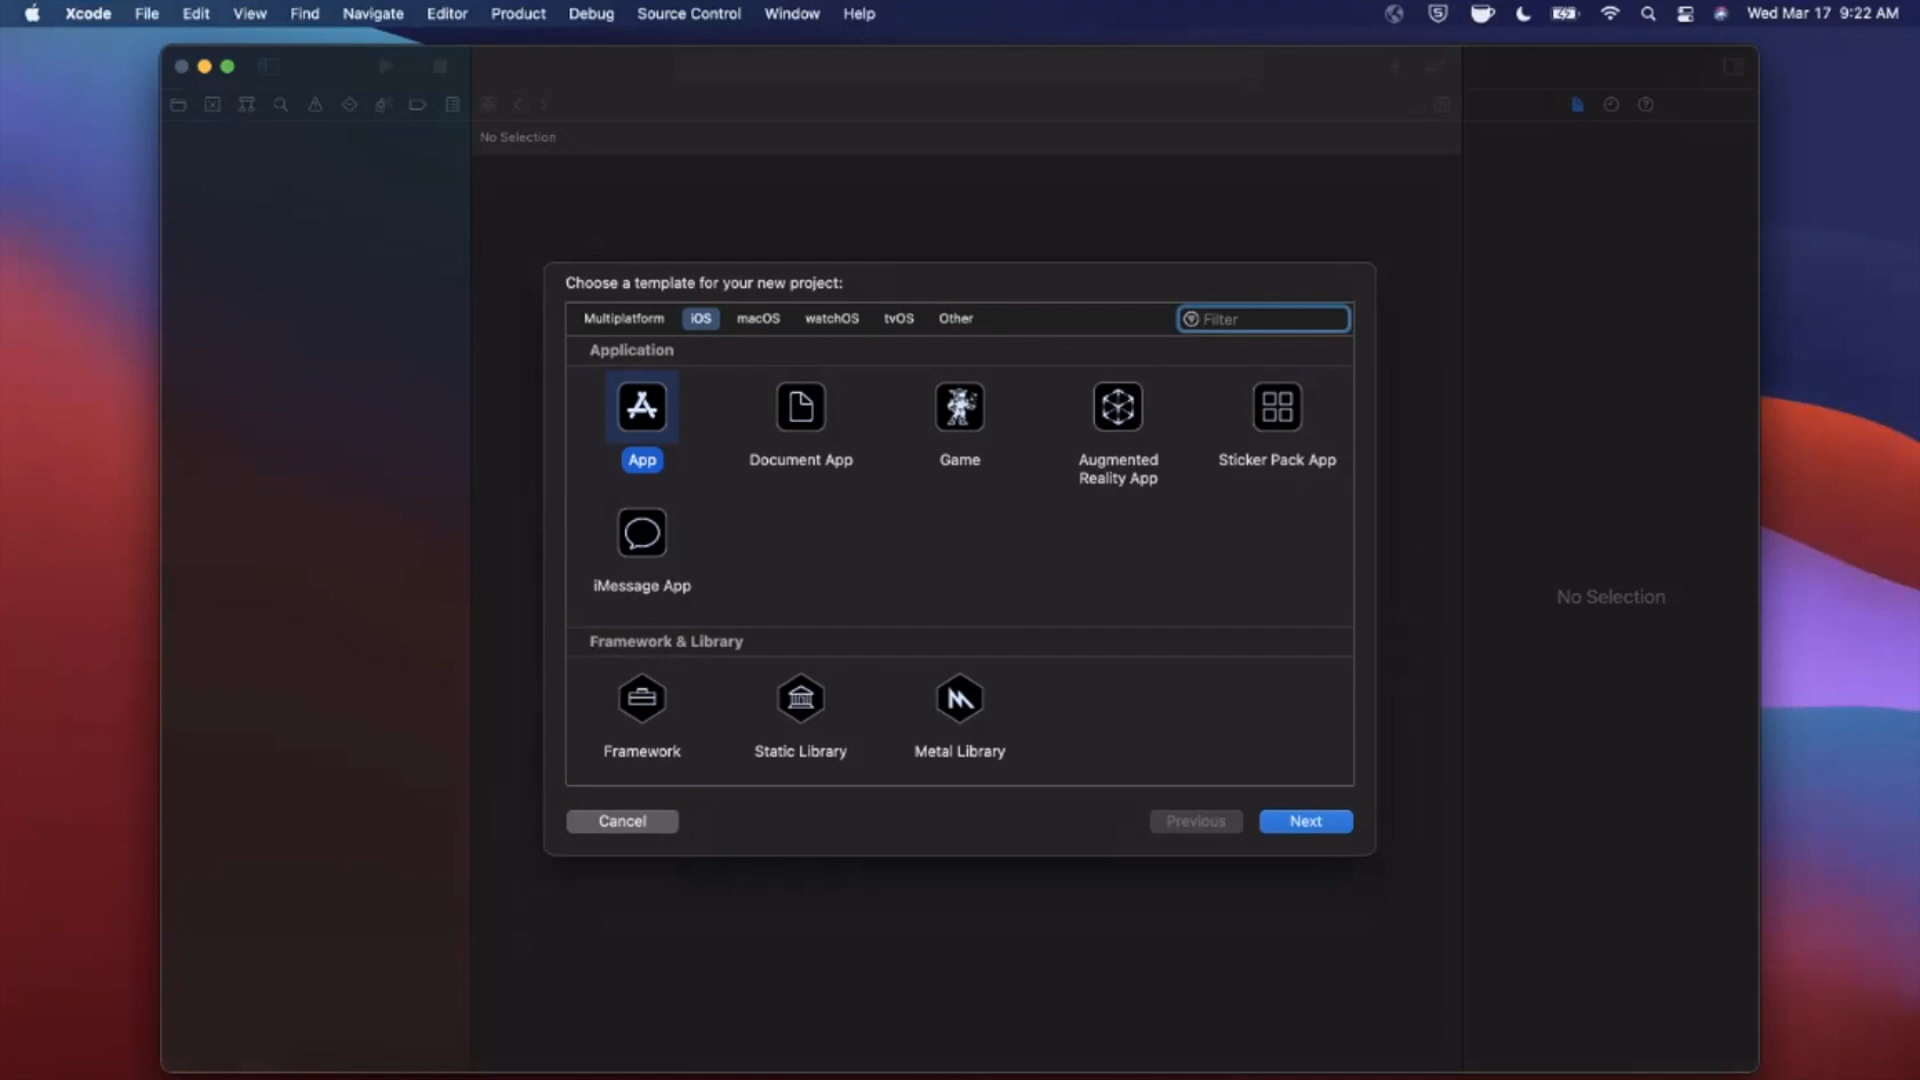 Xcode File Edit View Find Navigate Editor Product Debug Source Control Window Help Wed Mar 17 9:22 AM
No Selection
Choose a template for your new project:
Multiplatform iOS macOS watchOS tvOS Other Filter
Application
App Document App Game Augmented Reality App Sticker Pack App
iMessage App
No Selection
Framework & Library
Framework Static Library Metal Library
Cancel Previous Next